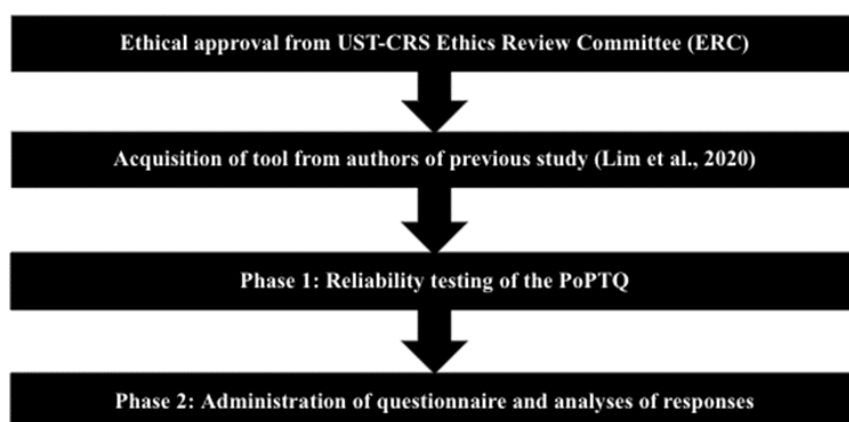 Ethical approval from UST-CRS Ethics Review Committee (ERC)
Acquisition of tool from authors of previous study (Lim et al., 2020)
Phase 1: Reliability testing of the PoPTQ
Phase 2: Administration of questionnaire and analyses of responses